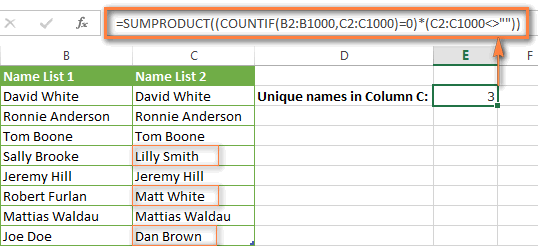 =SUMPRODUCT((COUNTIF(B2:B1000,C2:C1000)=0)*(C2:C1000<>""))
B C D E F
Name List 1 Name List 2
David White David White Unique names in Column C: 3
Ronnie Anderson Ronnie Anderson
Tom Boone Tom Boone
Sally Brooke Lilly Smith
Jeremy Hill Jeremy Hill
Robert Furlan Matt White
Mattias Waldau Mattias Waldau
Joe Doe Dan Brown